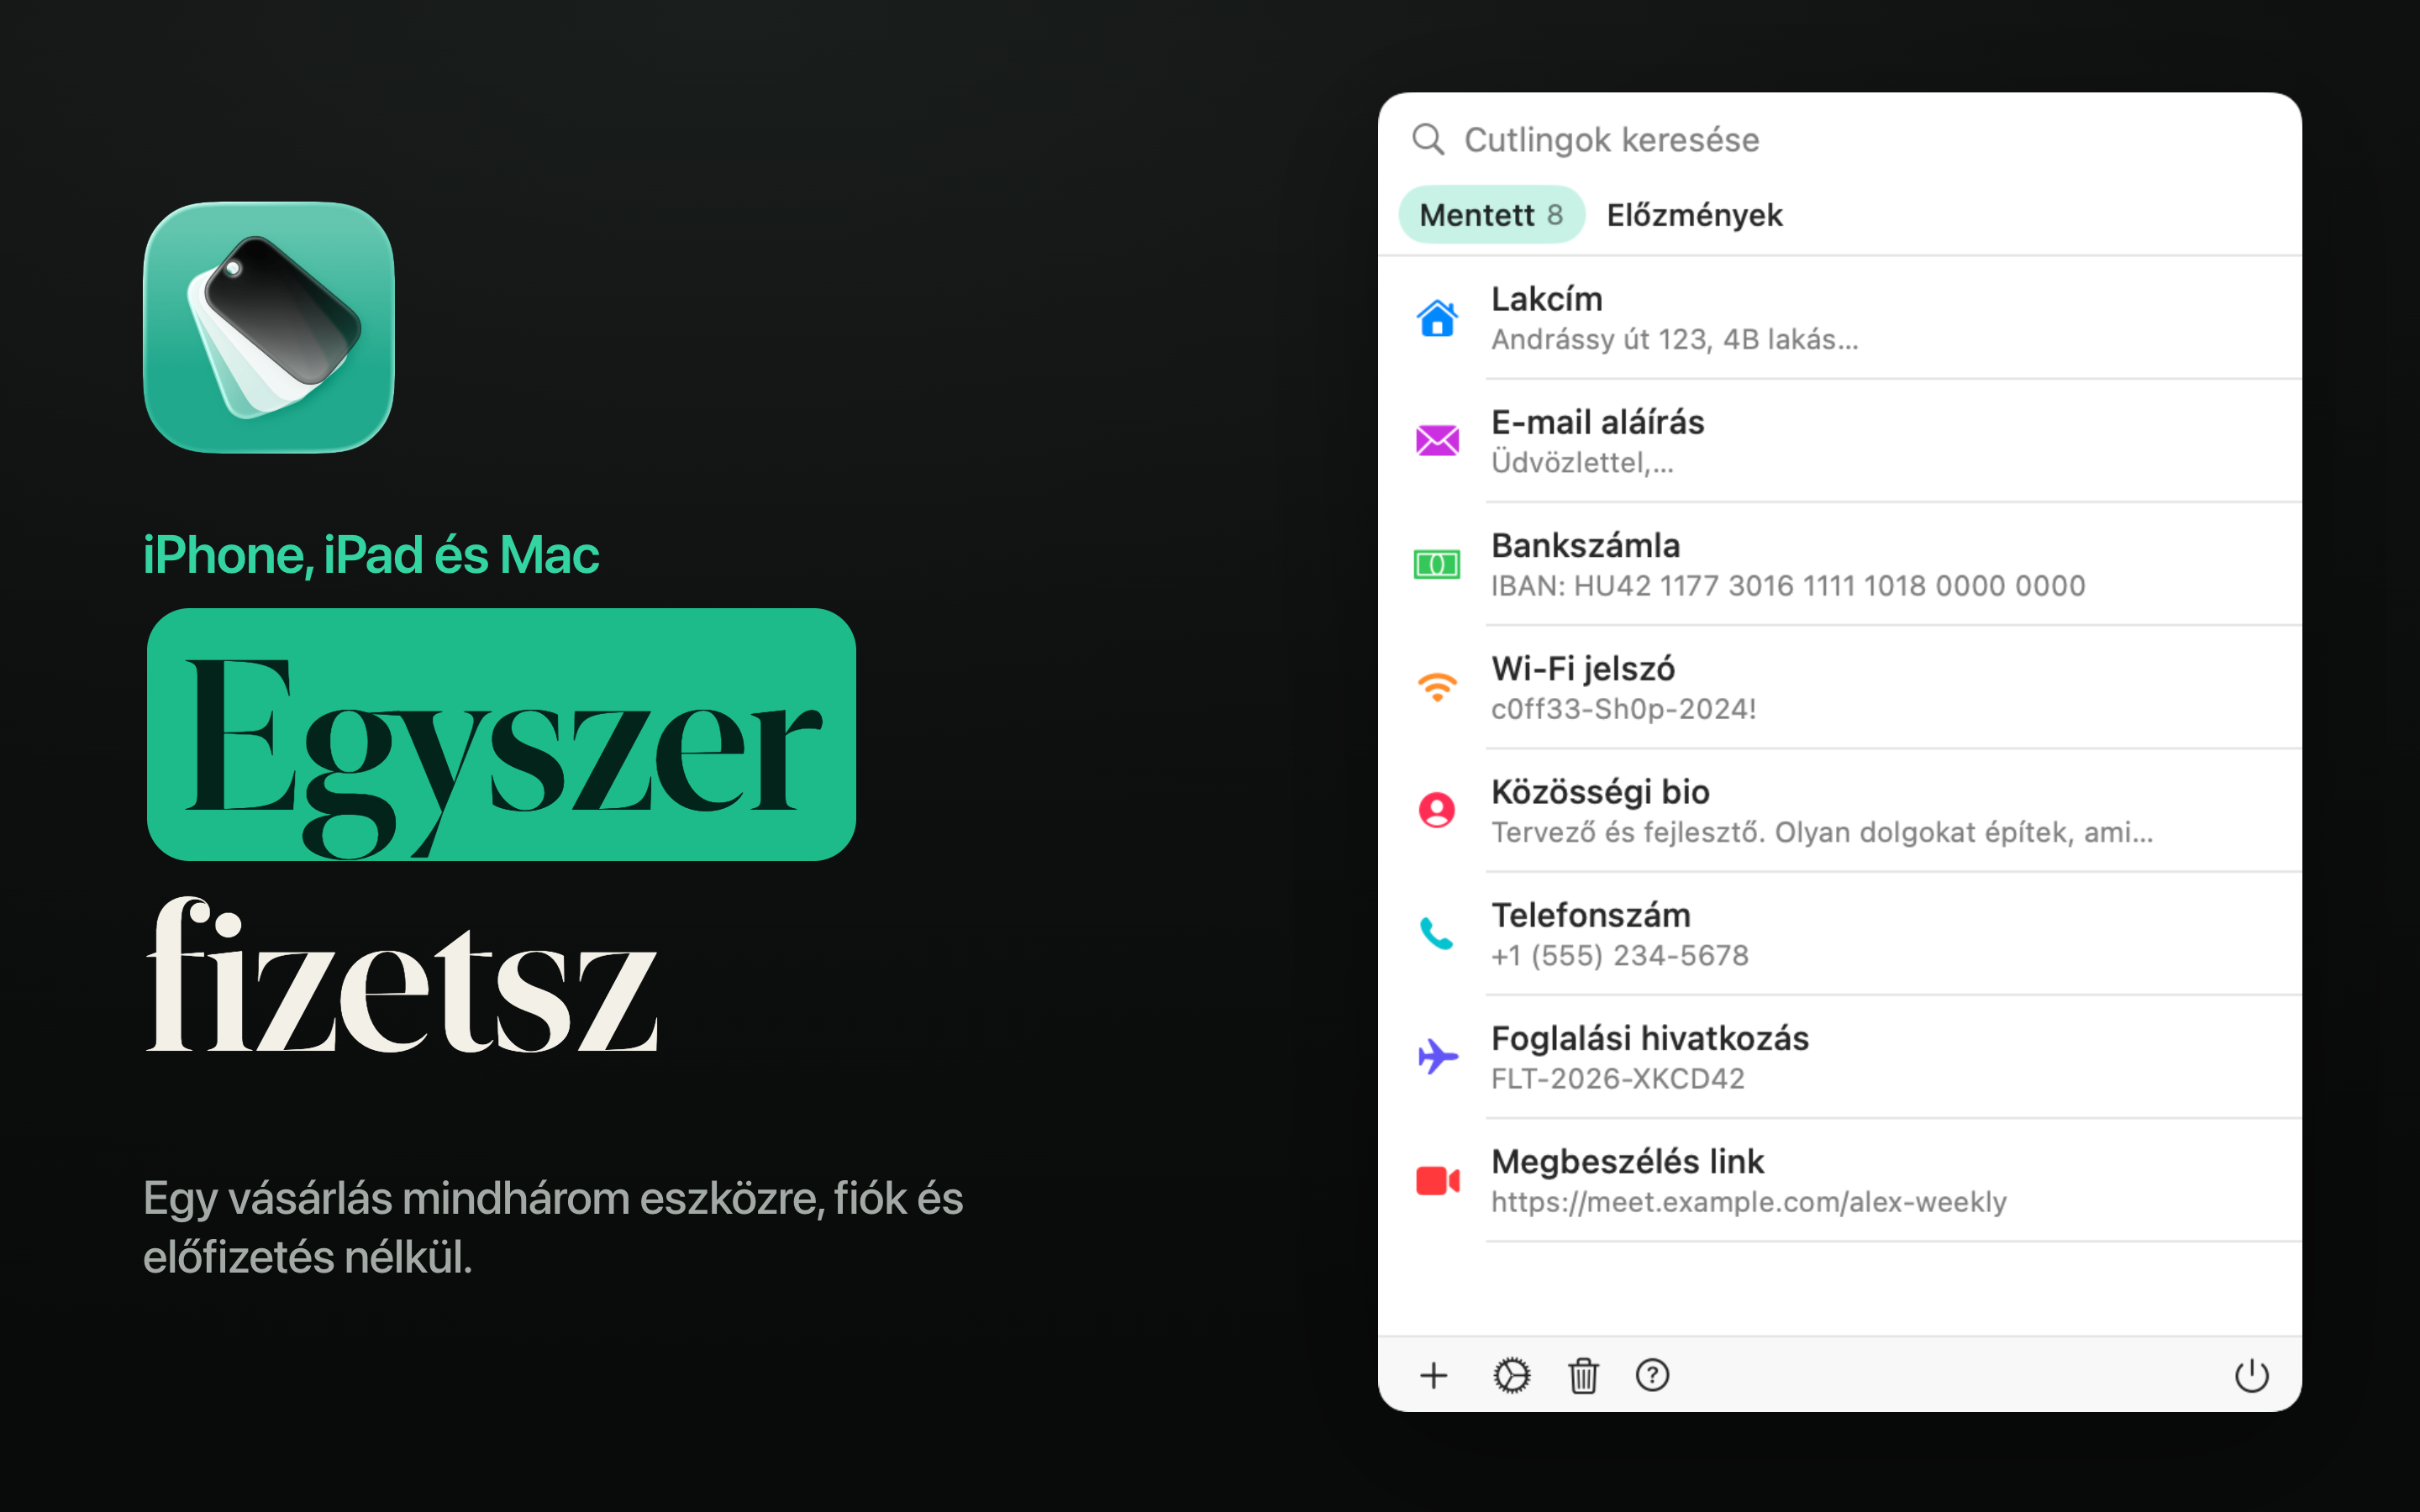 iPhone, iPad és Mac
Egyszer
fizetsz
Egy vásárlás mindhárom eszközre, fiók és
előfizetés nélkül.
Cutlingok keresése
Mentett 8 Előzmények
Lakcím
Andrássy út 123, 4B lakás...
E-mail aláírás
Üdvözlettel,...
Bankszámla
IBAN: HU42 1177 3016 1111 1018 0000 0000
Wi-Fi jelszó
c0ff33-Sh0p-2024!
Közösségi bio
Tervező és fejlesztő. Olyan dolgokat építek, ami...
Telefonszám
+1 (555) 234-5678
Foglalási hivatkozás
FLT-2026-XKCD42
Megbeszélés link
https://meet.example.com/alex-weekly